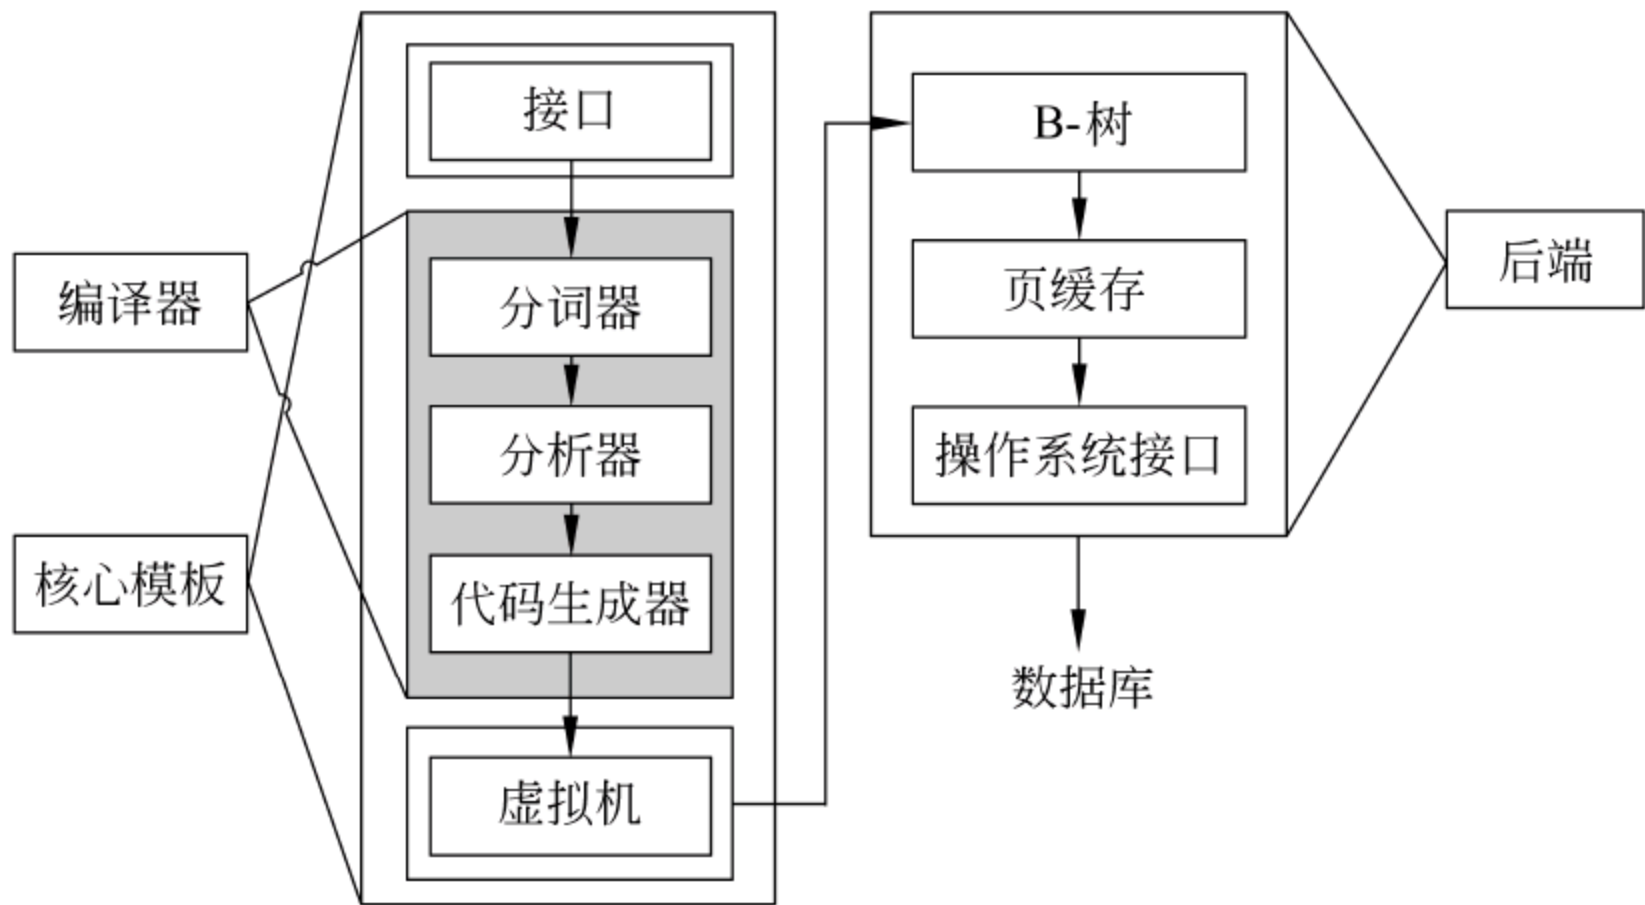 接口
编译器
分词器
分析器
核心模板
代码生成器
虚拟机
B-树
页缓存
操作系统接口
后端
数据库